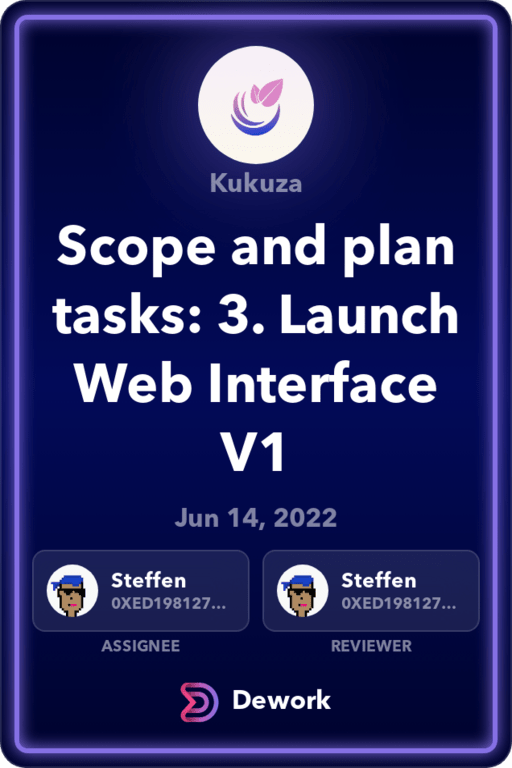 Kukuza
Scope and plan
tasks: 3. Launch
Web Interface
V1
Jun 14, 2022
Steffen
0XED198127...
Steffen
0XED198127...
ASSIGNEE
REVIEWER
Dework